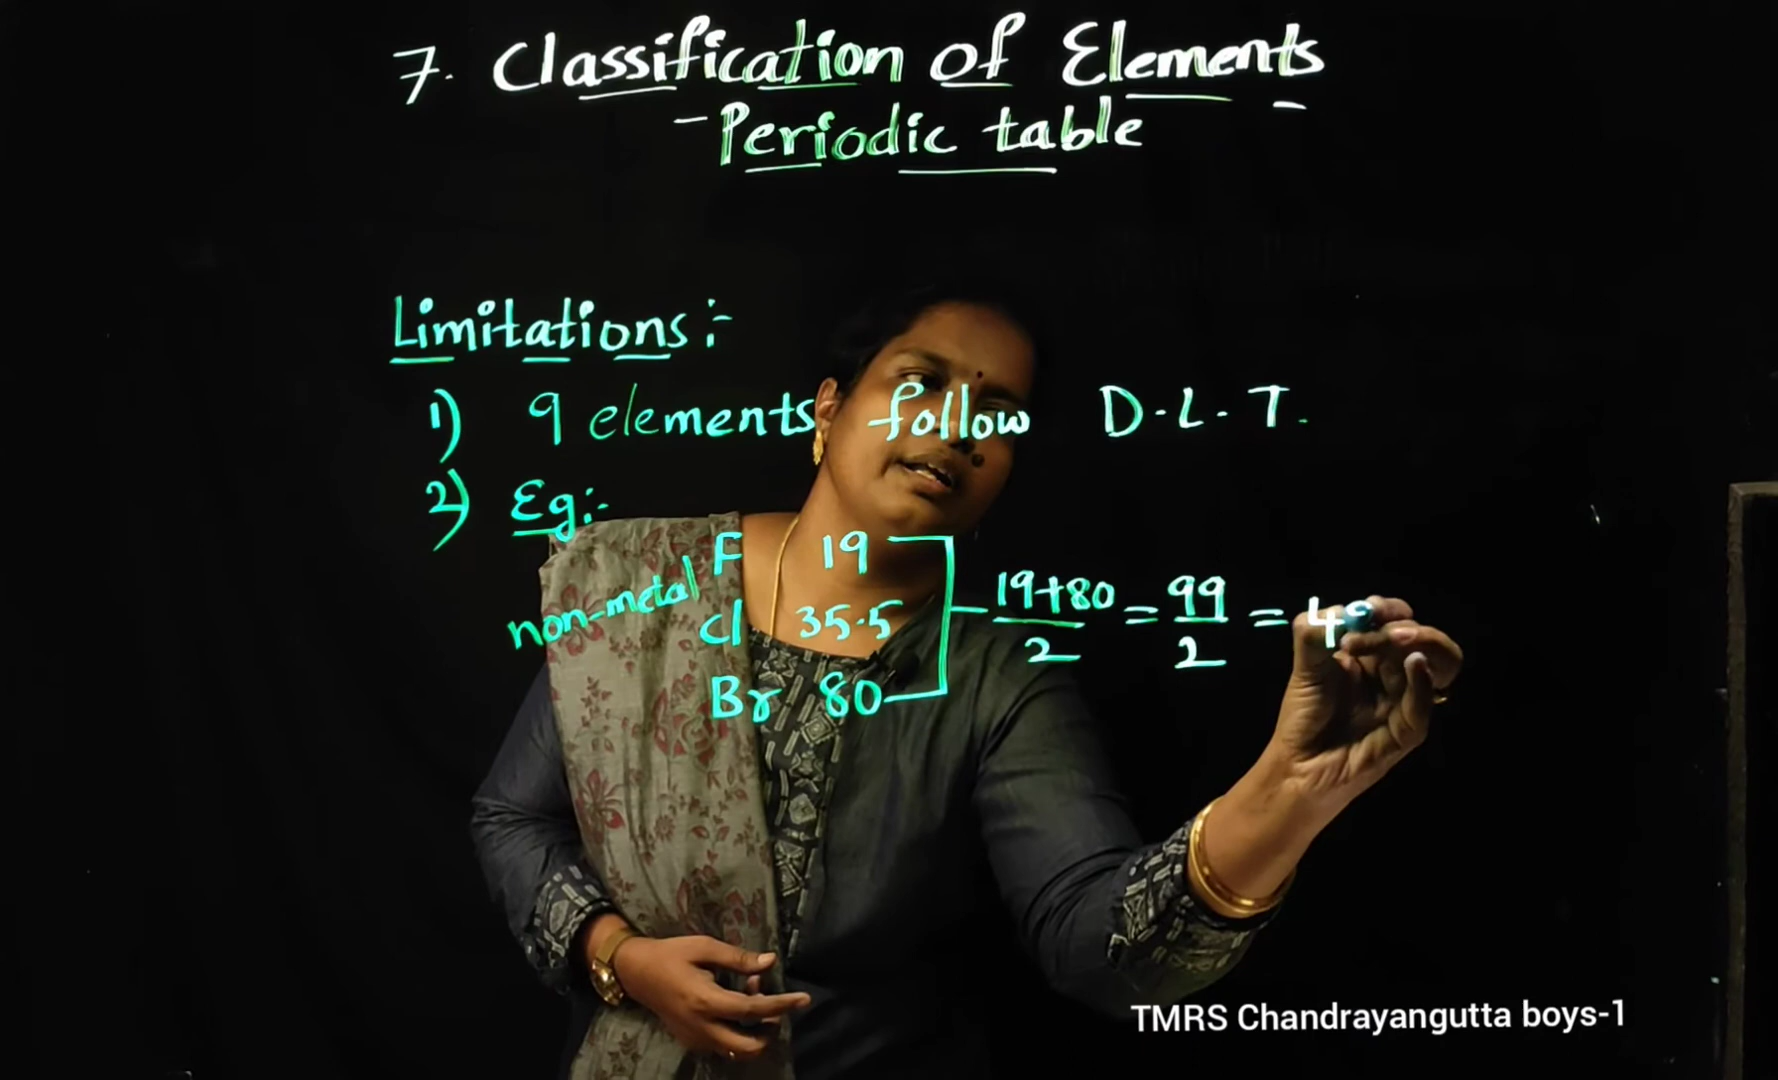 7. Classification of Elements
- Periodic table
Limitations :-
1) 9 elements follow D.L.T.
2) Eg:-
non-metal
F 19
Cl 35.5
Br 80
19+80/2 = 99/2 = 4
TMRS Chandrayangutta boys-1